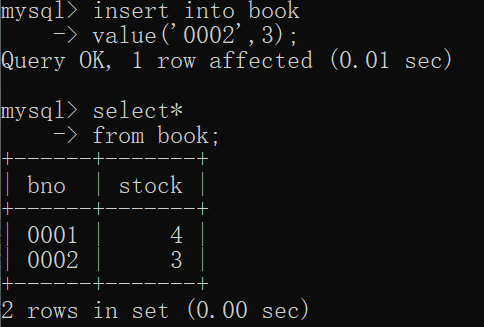 mysql> insert into book
    -> value('0002',3);
Query OK, 1 row affected (0.01 sec)

mysql> select*
    -> from book;
+------+-------+
| bno  | stock |
+------+-------+
| 0001 |     4 |
| 0002 |     3 |
+------+-------+
2 rows in set (0.00 sec)